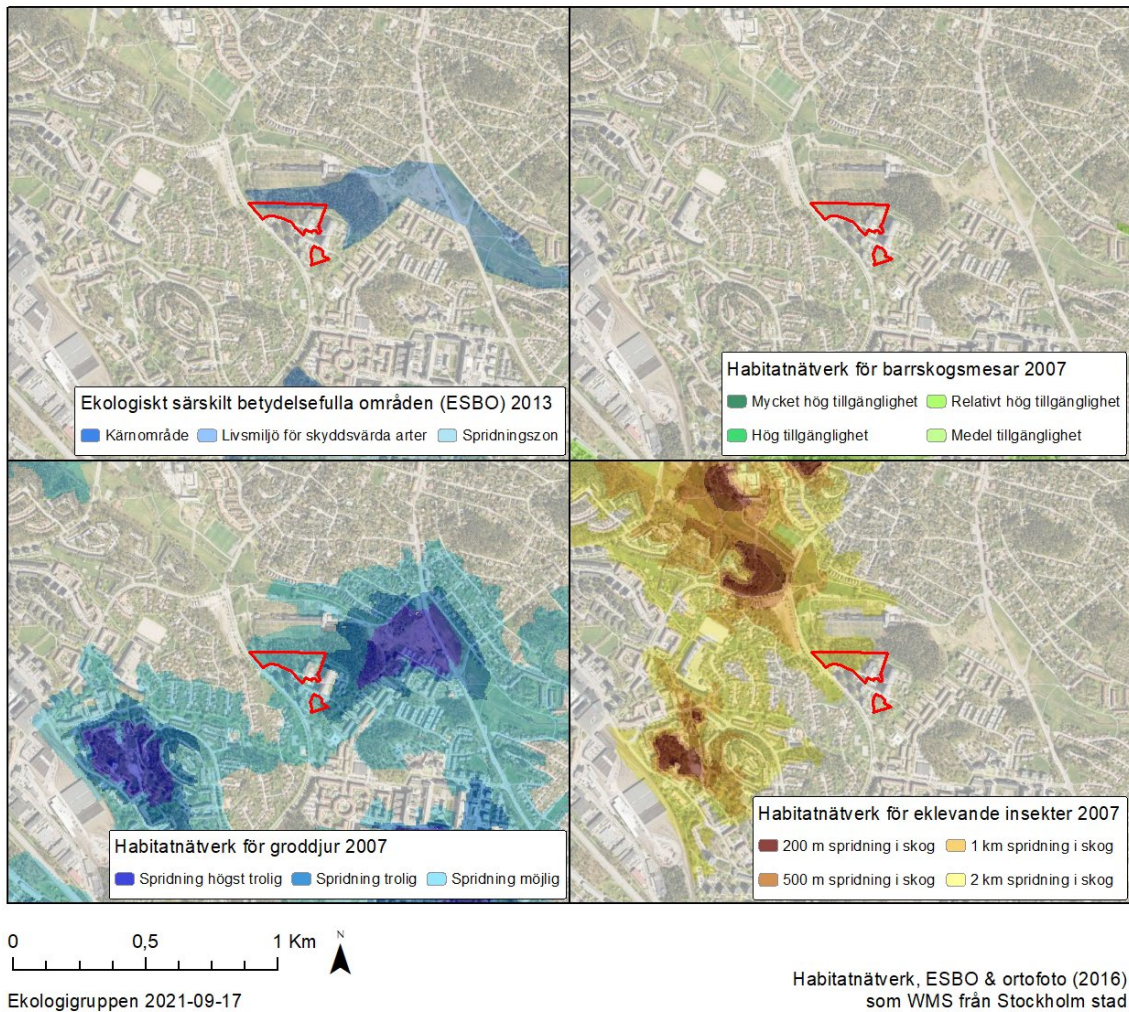 Ekologiskt särskilt betydelsefulla områden (ESBO) 2013
Kärnområde Livsmiljö för skyddsvärda arter Spridningszon
Habitatnätverk för barrskogsmesar 2007
Mycket hög tillgänglighet Relativt hög tillgänglighet
Hög tillgänglighet Medel tillgänglighet
Habitatnätverk för groddjur 2007
Spridning högst trolig Spridning trolig Spridning möjlig
Habitatnätverk för eklevande insekter 2007
200 m spridning i skog 1 km spridning i skog
500 m spridning i skog 2 km spridning i skog
0 0,5 1 Km N
Ekologigruppen 2021-09-17
Habitatnätverk, ESBO & ortofoto (2016)
som WMS från Stockholm stad